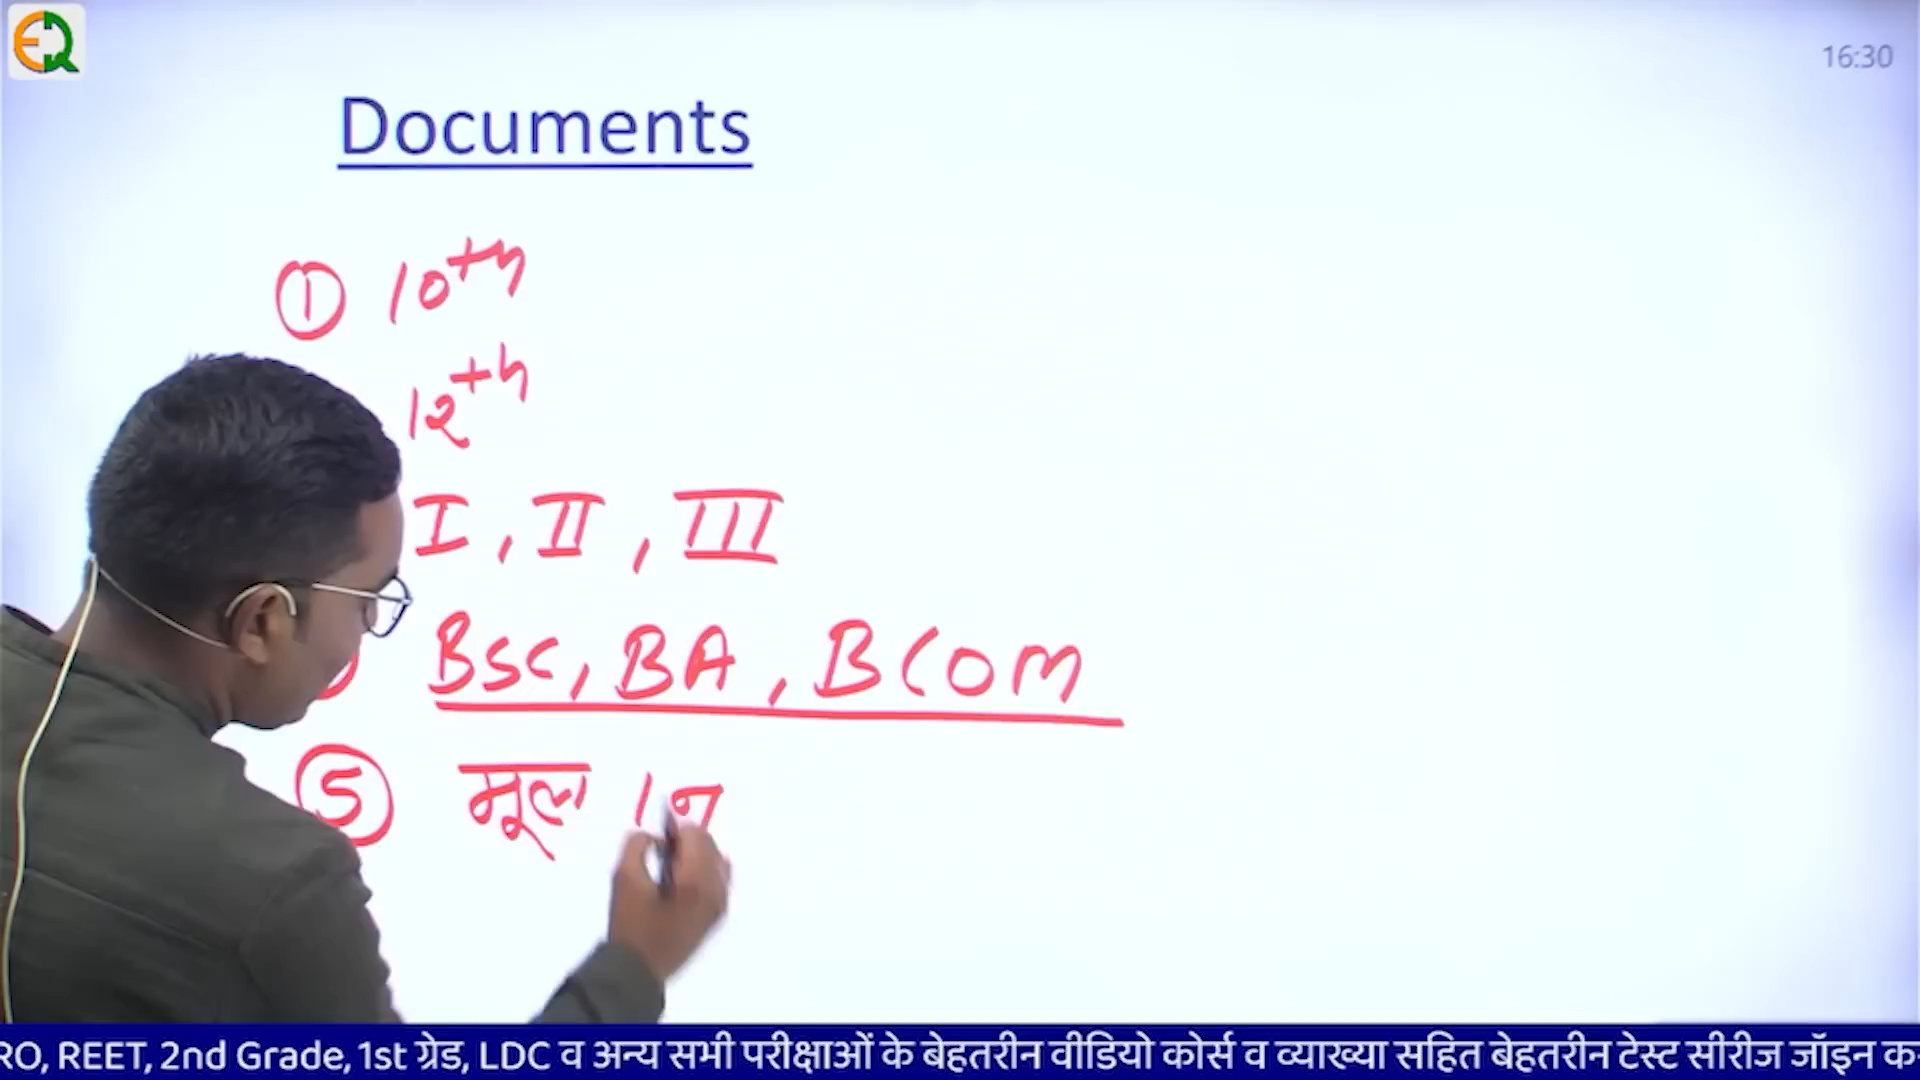 EQ
16:30
Documents
① 10th
12th
I, II, III
BSC, BA, BCOM
⑤ मूल
RO, REET, 2nd Grade, 1st ग्रेड, LDC व अन्य सभी परीक्षाओं के बेहतरीन वीडियो कोर्स व व्याख्या सहित बेहतरीन टेस्ट सीरीज जॉइन क